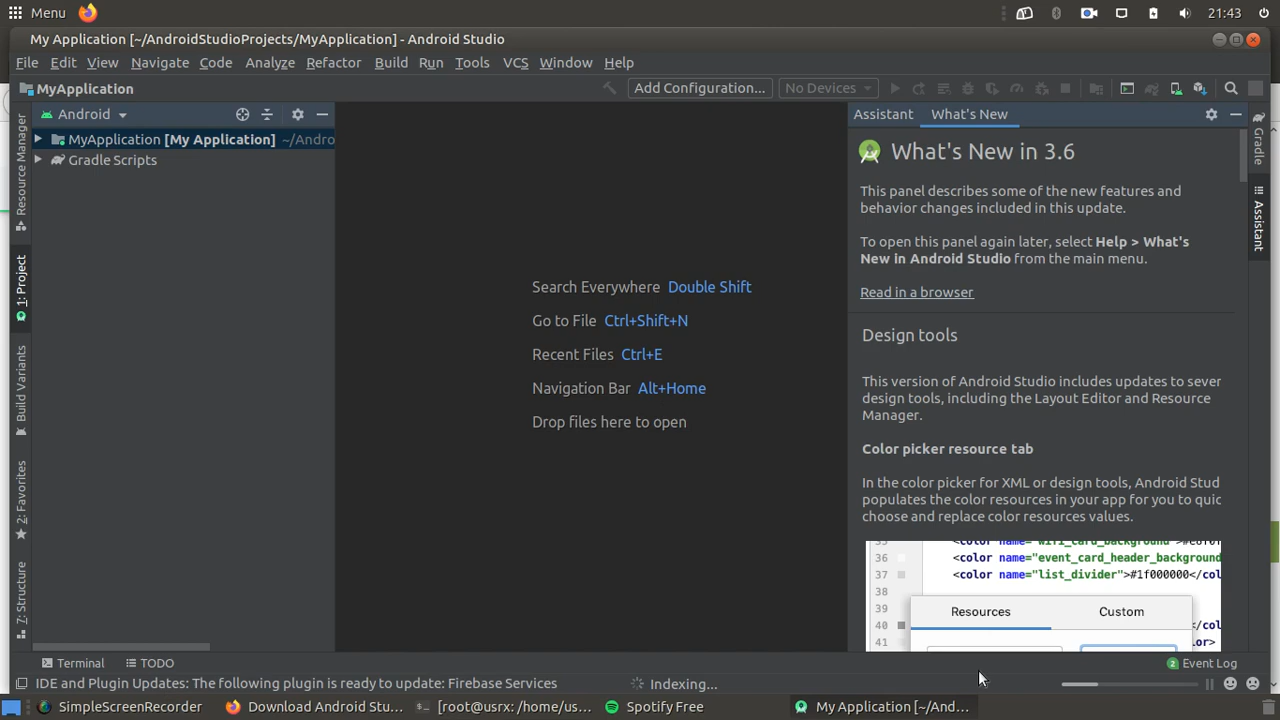 Menu
21:43
My Application [~/AndroidStudioProjects/MyApplication] - Android Studio
File Edit View Navigate Code Analyze Refactor Build Run Tools VCS Window Help
MyApplication
Add Configuration...
No Devices
Android
MyApplication [My Application] ~/Andro
Gradle Scripts
Resource Manager
1: Project
Build Variants
2: Favorites
7: Structure
Search Everywhere Double Shift
Go to File Ctrl+Shift+N
Recent Files Ctrl+E
Navigation Bar Alt+Home
Drop files here to open
Assistant What's New
What's New in 3.6
This panel describes some of the new features and
behavior changes included in this update.
To open this panel again later, select Help > What's
New in Android Studio from the main menu.
Read in a browser
Design tools
This version of Android Studio includes updates to sever
design tools, including the Layout Editor and Resource
Manager.
Color picker resource tab
In the color picker for XML or design tools, Android Stud
populates the color resources in your app for you to quic
choose and replace color resources values.
35 <color name="wifi_card_background">#e8f0f
36 <color name="event_card_header_background
37 <color name="list_divider">#1f000000</col
38
39
40 </col
41 lor>
Resources Custom
Gradle
Assistant
Terminal TODO
2 Event Log
IDE and Plugin Updates: The following plugin is ready to update: Firebase Services
Indexing...
SimpleScreenRecorder
Download Android Stu...
[root@usrx: /home/us...
Spotify Free
My Application [~/And...